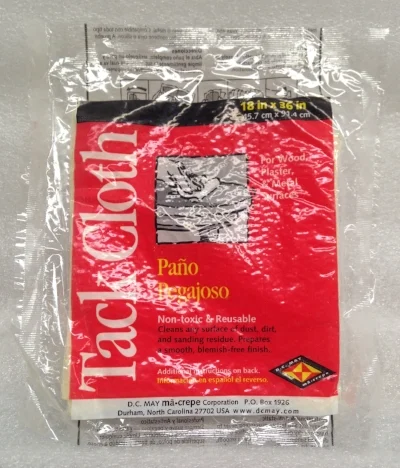 18 in x 36 in
45.7 cm x 91.4 cm
Tack Cloth
For Wood,
Plaster,
& Metal
Surfaces
Paño
Pegajoso
Non-toxic & Reusable
Cleans any surface of dust, dirt,
and sanding residue. Prepares
a smooth, blemish-free finish.
Additional instructions on back.
Información en español al reverso.
D.C. MAY
D.C. MAY ma-crepe Corporation P.O. Box 1926
Durham, North Carolina 27702 USA www.dcmay.com